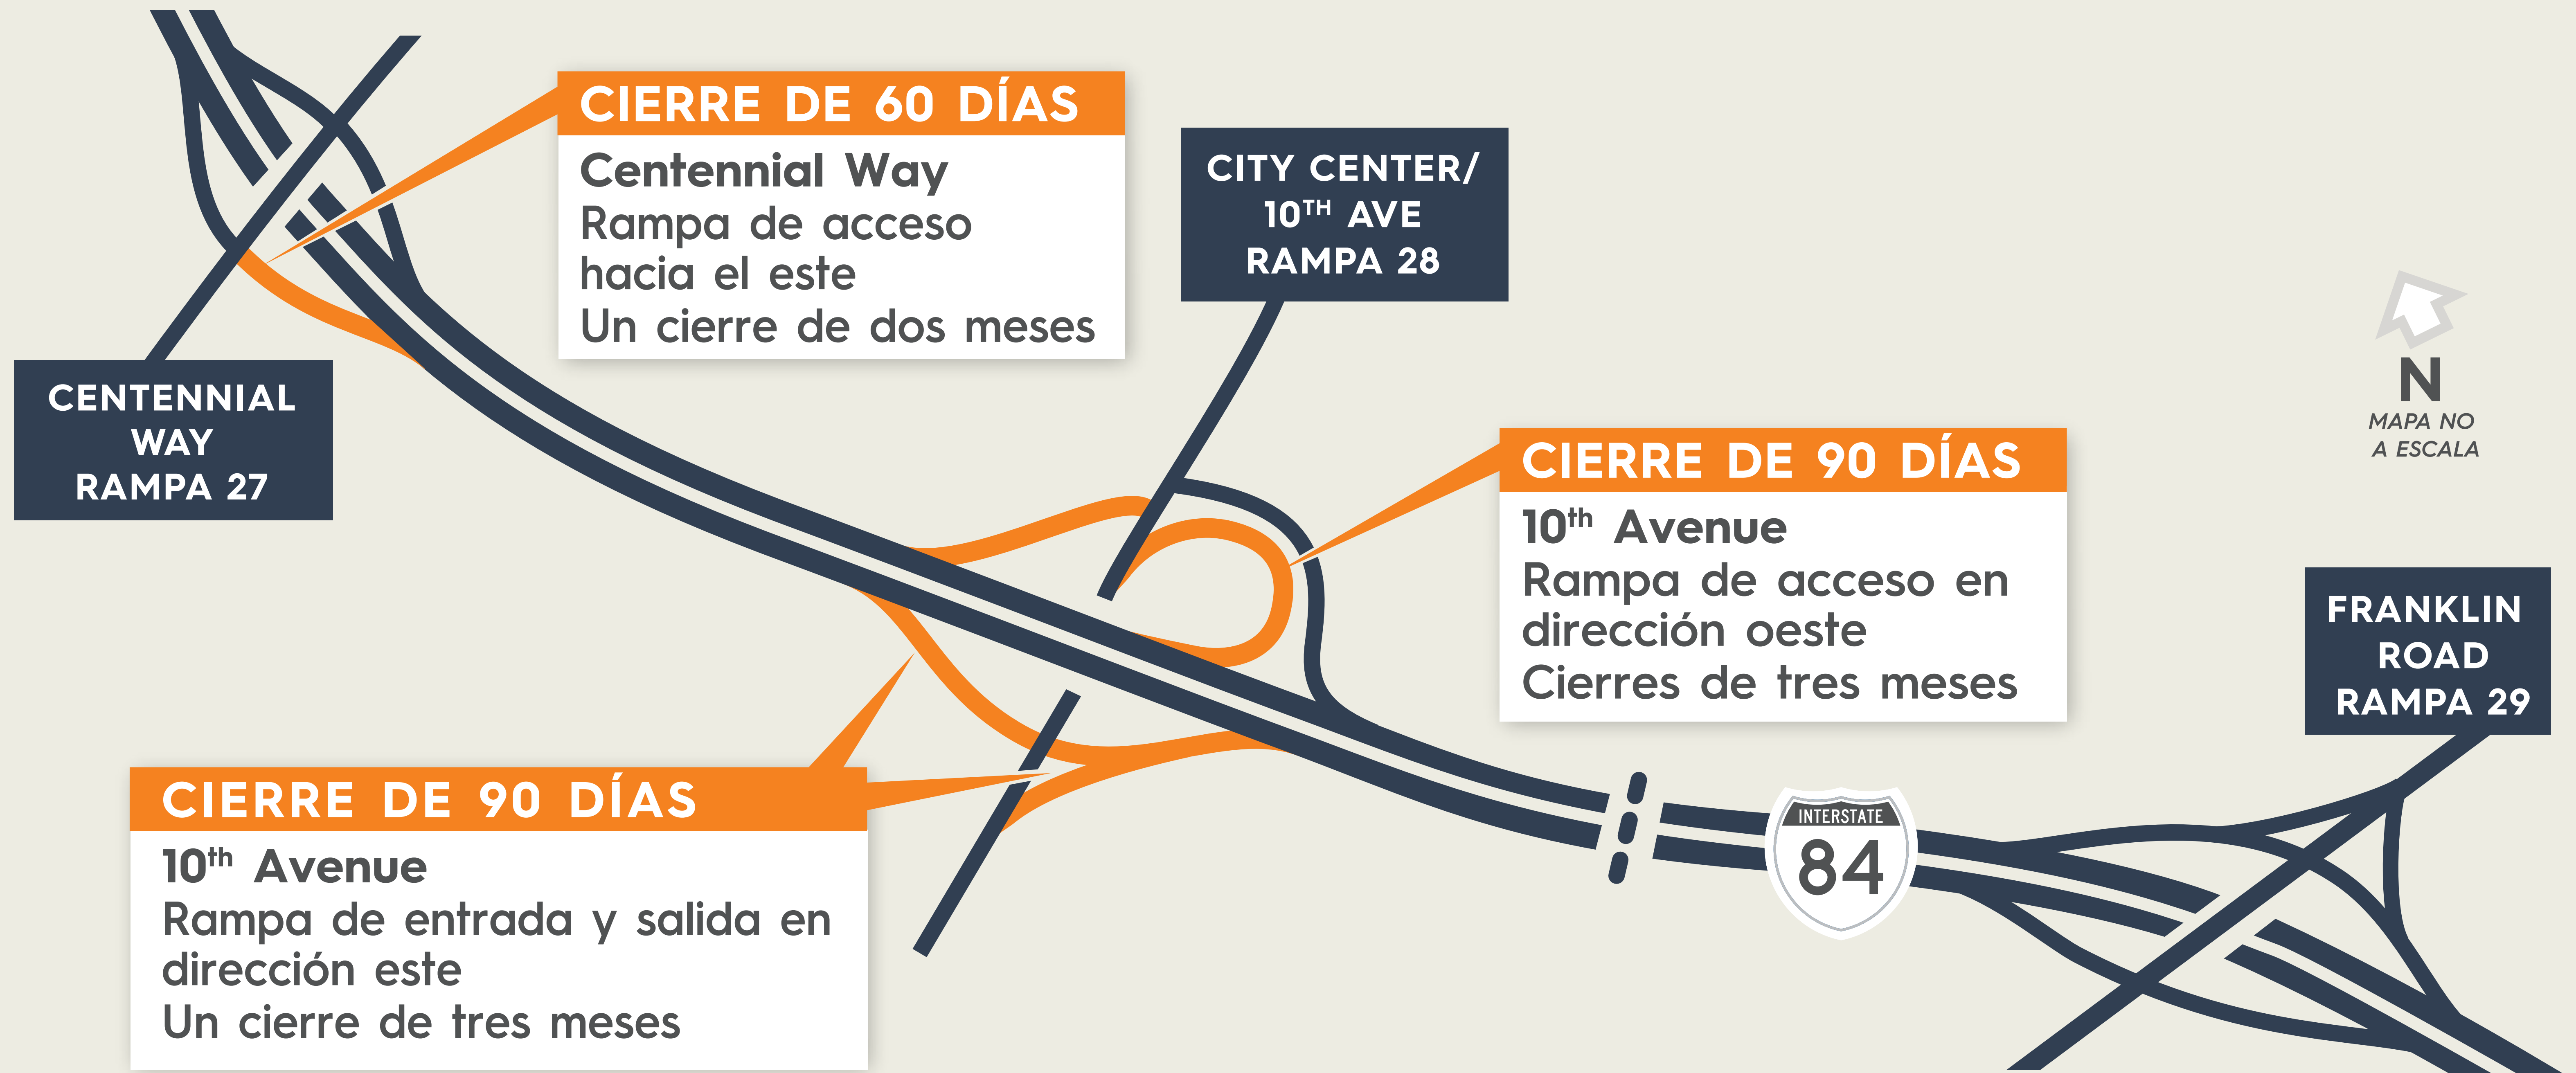 CIERRE DE 60 DÍAS
Centennial Way
Rampa de acceso
hacia el este
Un cierre de dos meses
CITY CENTER/
10TH AVE
RAMPA 28
CENTENNIAL
WAY
RAMPA 27
N
MAPA NO
A ESCALA
CIERRE DE 90 DÍAS
10th Avenue
Rampa de acceso en
dirección oeste
Cierres de tres meses
FRANKLIN
ROAD
RAMPA 29
CIERRE DE 90 DÍAS
10th Avenue
Rampa de entrada y salida en
dirección este
Un cierre de tres meses
INTERSTATE
84